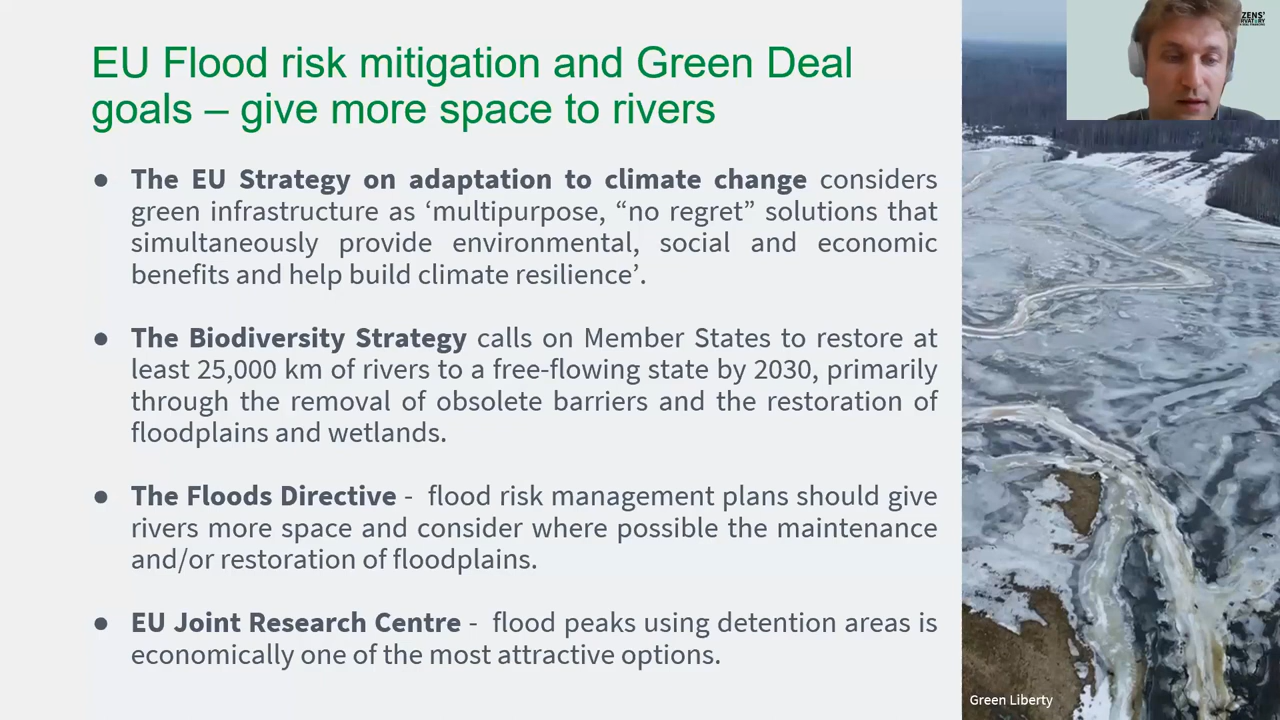 EU Flood risk mitigation and Green Deal
goals – give more space to rivers
● The EU Strategy on adaptation to climate change considers
green infrastructure as ‘multipurpose, “no regret” solutions that
simultaneously provide environmental, social and economic
benefits and help build climate resilience’.
● The Biodiversity Strategy calls on Member States to restore at
least 25,000 km of rivers to a free-flowing state by 2030, primarily
through the removal of obsolete barriers and the restoration of
floodplains and wetlands.
● The Floods Directive - flood risk management plans should give
rivers more space and consider where possible the maintenance
and/or restoration of floodplains.
● EU Joint Research Centre - flood peaks using detention areas is
economically one of the most attractive options.
ZENS’
Green Liberty